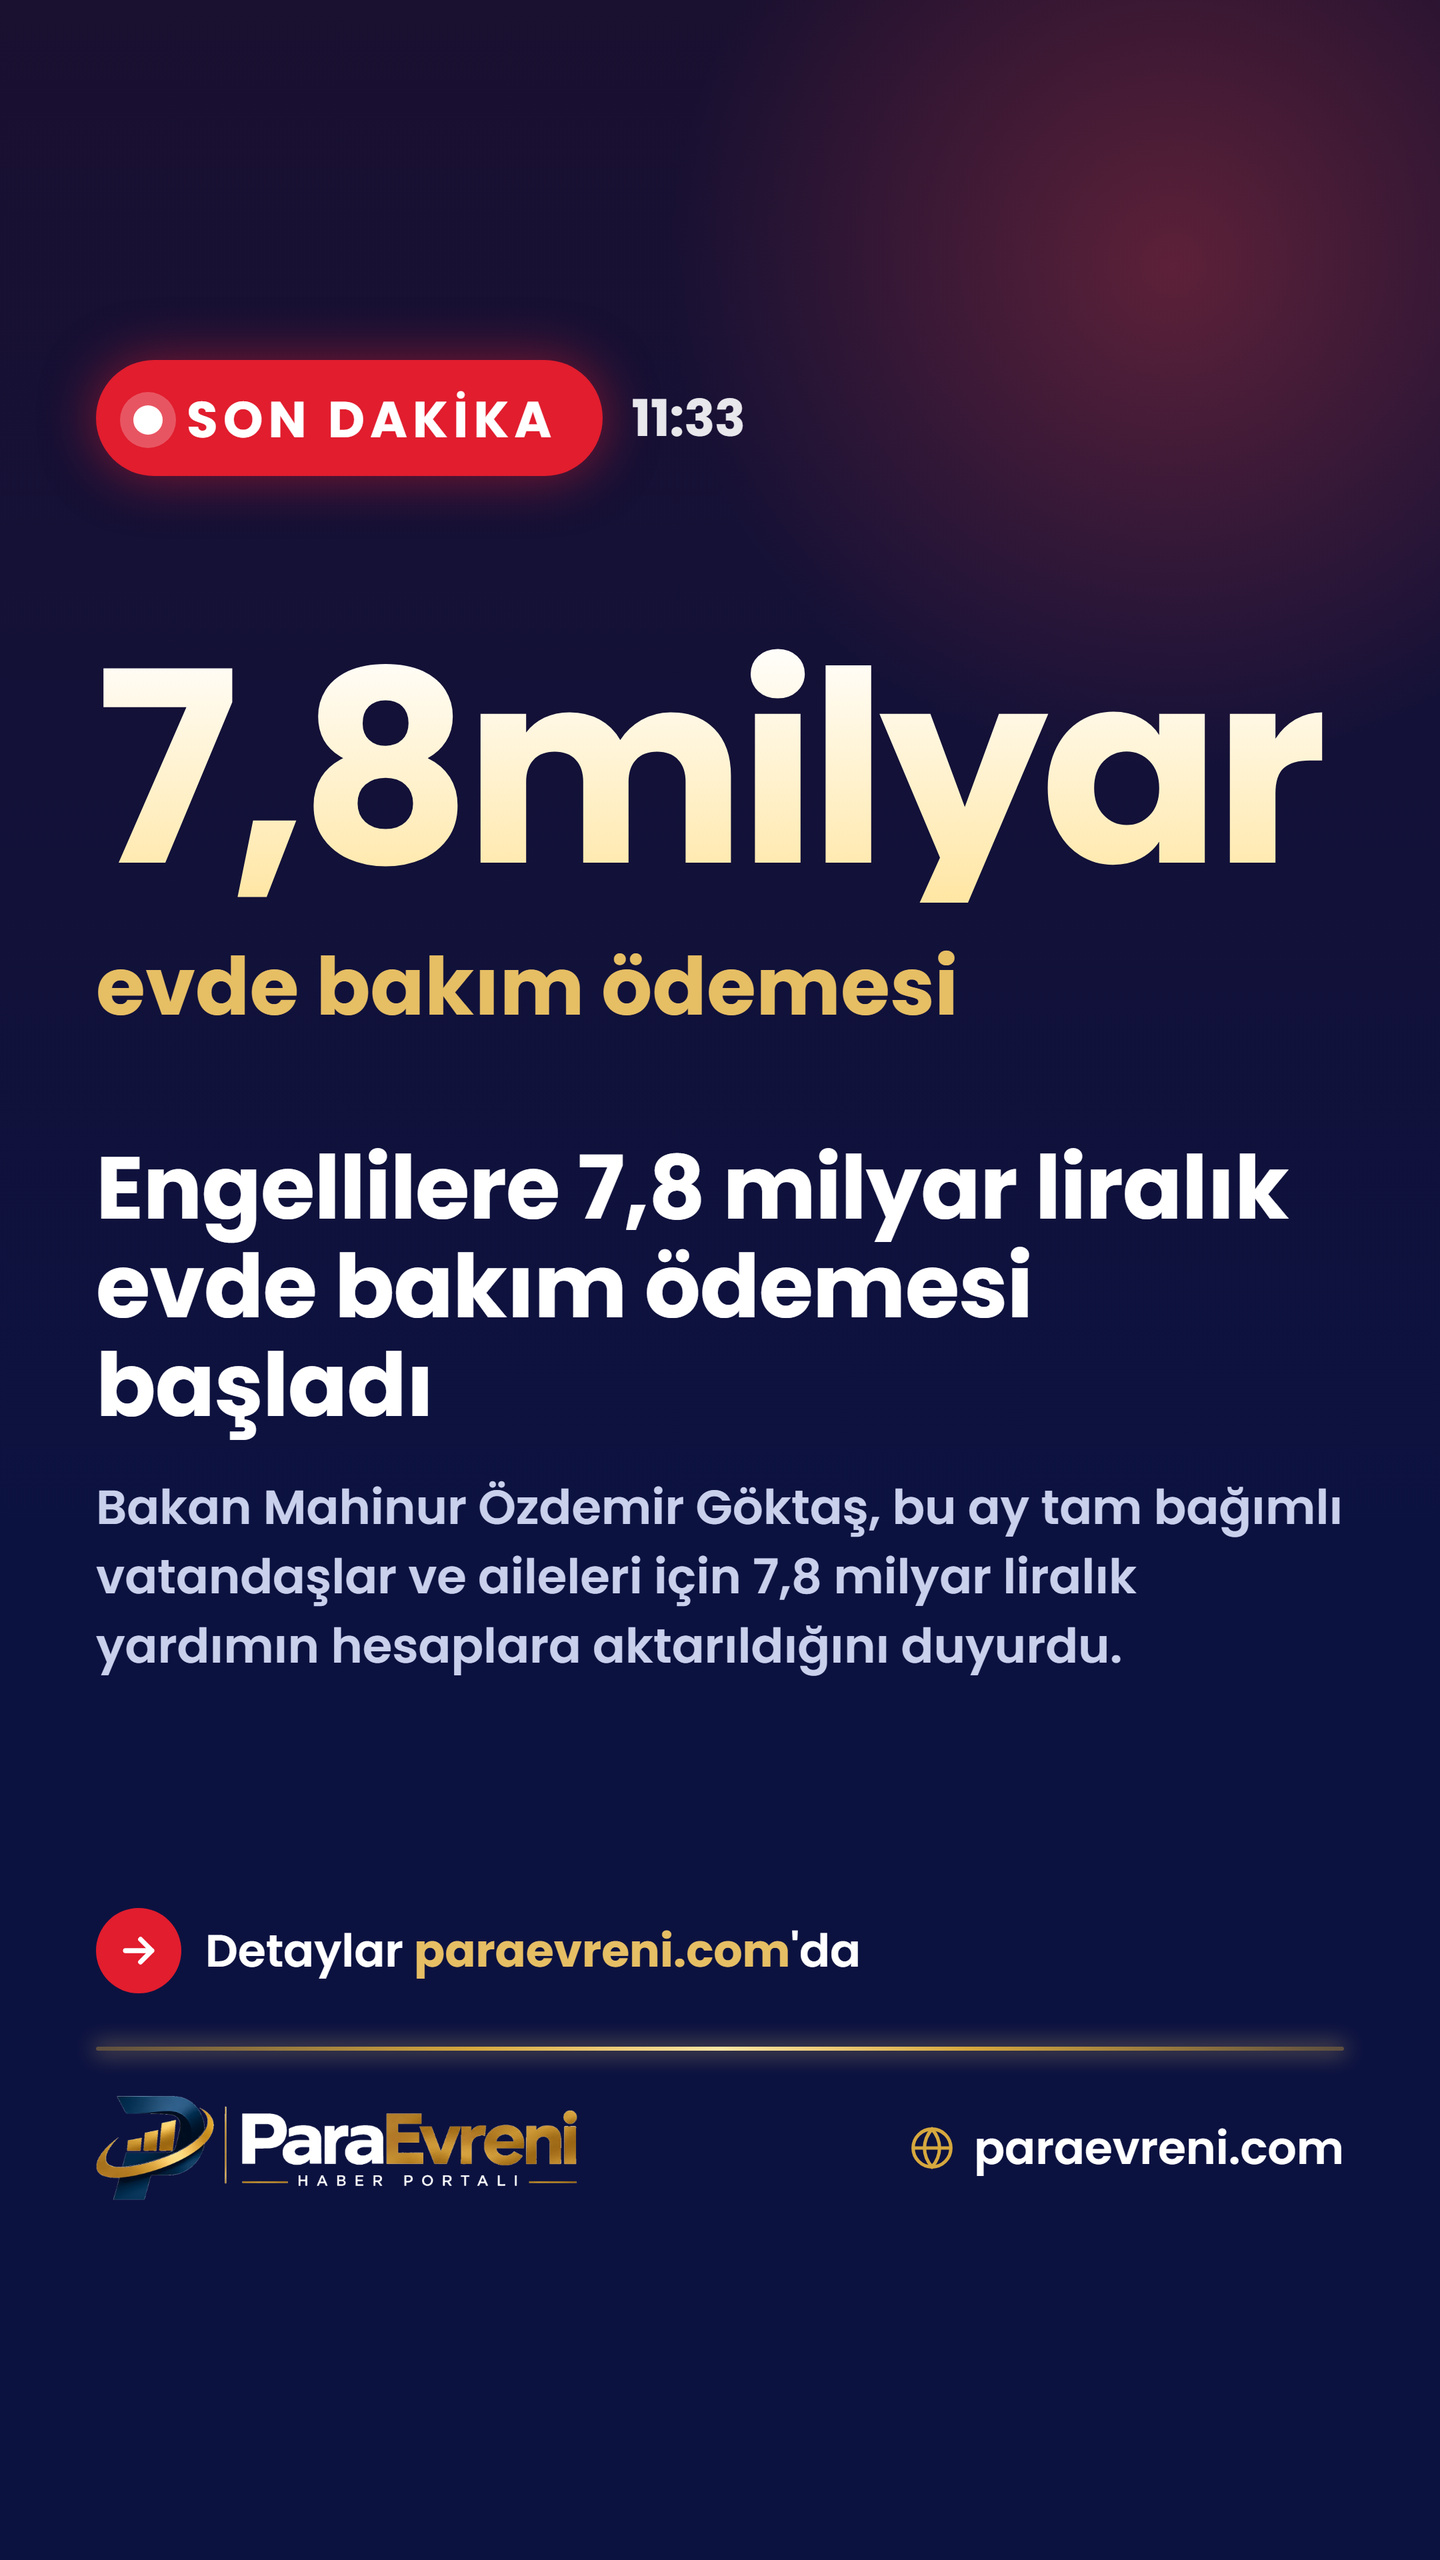 SON DAKİKA 11:33
7,8milyar
evde bakım ödemesi
Engellilere 7,8 milyar liralık
evde bakım ödemesi
başladı
Bakan Mahinur Özdemir Göktaş, bu ay tam bağımlı
vatandaşlar ve aileleri için 7,8 milyar liralık
yardımın hesaplara aktarıldığını duyurdu.
Detaylar paraevreni.com'da
ParaEvreni
HABER PORTALI
paraevreni.com